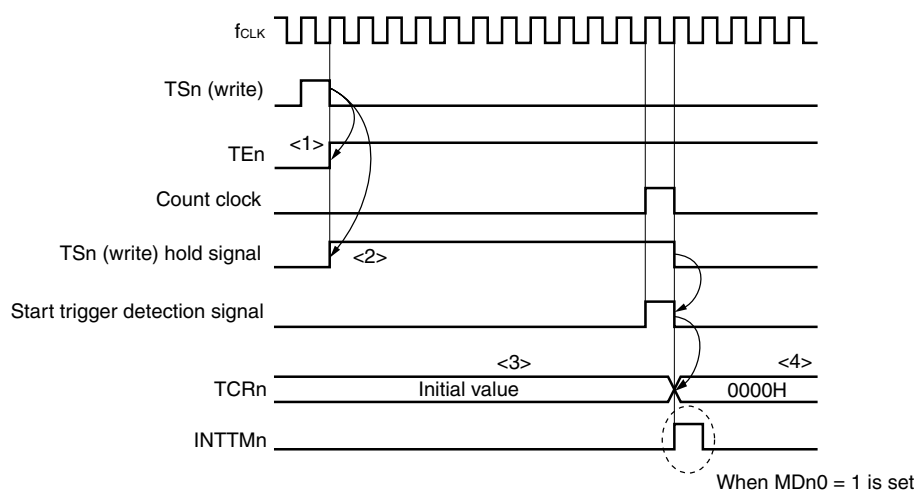 fCLK
TSn (write)
<1>
TEn
Count clock
TSn (write) hold signal
<2>
Start trigger detection signal
<3>
<4>
TCRn
Initial value
0000H
INTTMn
When MDn0 = 1 is set